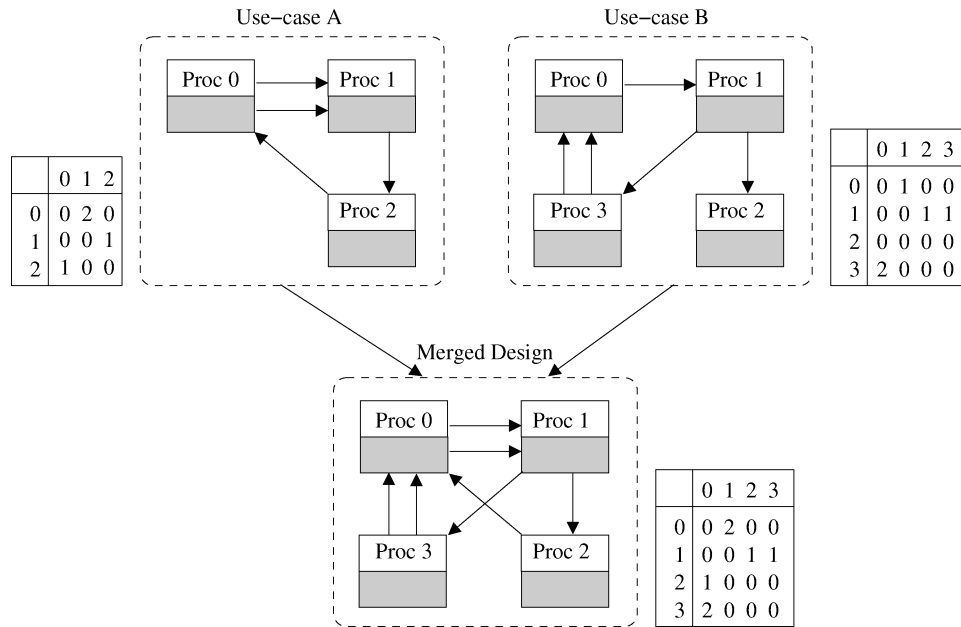 Use−case A
Use−case B
Proc 0
Proc 1
Proc 2
0 1 2
0 0 2 0
1 0 0 1
2 1 0 0
Proc 0
Proc 1
Proc 3
Proc 2
0 1 2 3
0 0 1 0 0
1 0 0 1 1
2 0 0 0 0
3 2 0 0 0
Merged Design
Proc 0
Proc 1
Proc 3
Proc 2
0 1 2 3
0 0 2 0 0
1 0 0 1 1
2 1 0 0 0
3 2 0 0 0